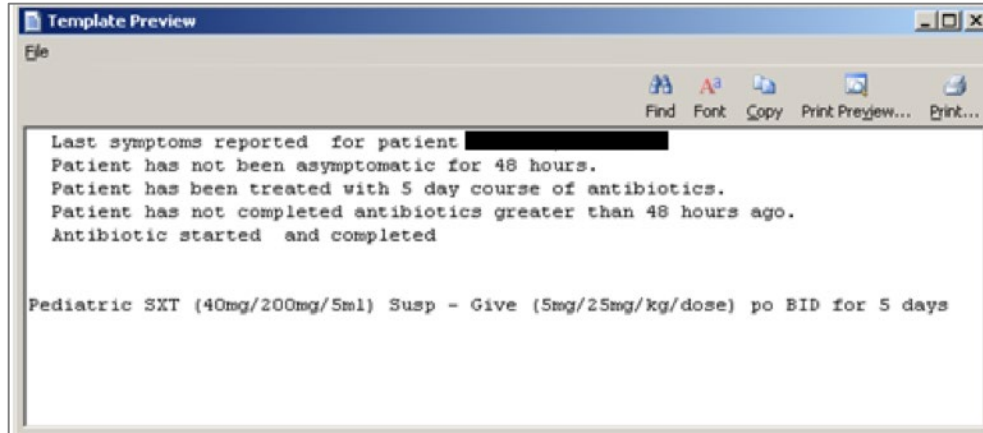 Template Preview
File
Find Font Copy Print Preview... Print...
Last symptoms reported for patient
Patient has not been asymptomatic for 48 hours.
Patient has been treated with 5 day course of antibiotics.
Patient has not completed antibiotics greater than 48 hours ago.
Antibiotic started and completed
Pediatric SXT (40mg/200mg/5ml) Susp - Give (5mg/25mg/kg/dose) po BID for 5 days